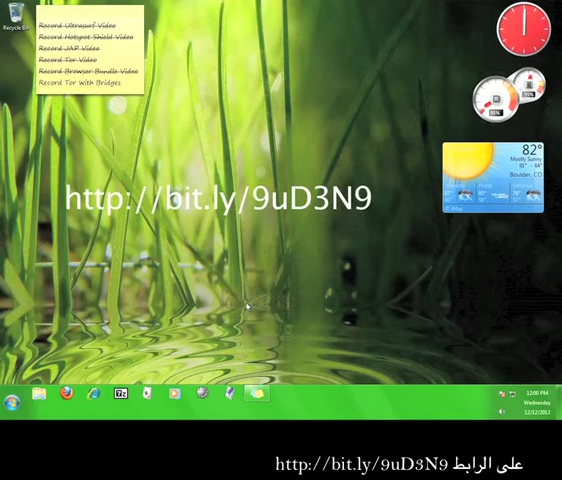 Recycle Bin
Record Ultrasurf Video
Record Hotspot Shield Video
Record JAP Video
Record Tor Video
Record Browser Bundle Video
Record Tor with Bridges
http://bit.ly/9uD3N9
82°
Mostly Sunny
91° - 64°
Boulder, CO
12:00 PM
Wednesday
12/12/2012
على الرابط http://bit.ly/9uD3N9